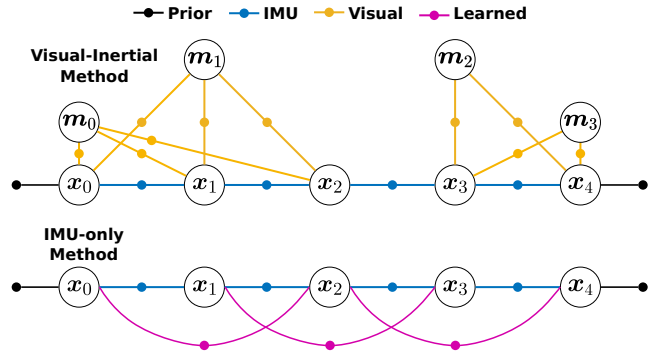 Prior IMU Visual Learned
Visual-Inertial
Method
m₁
m₂
m₀
m₃
x₀ x₁ x₂ x₃ x₄
IMU-only
Method
x₀ x₁ x₂ x₃ x₄